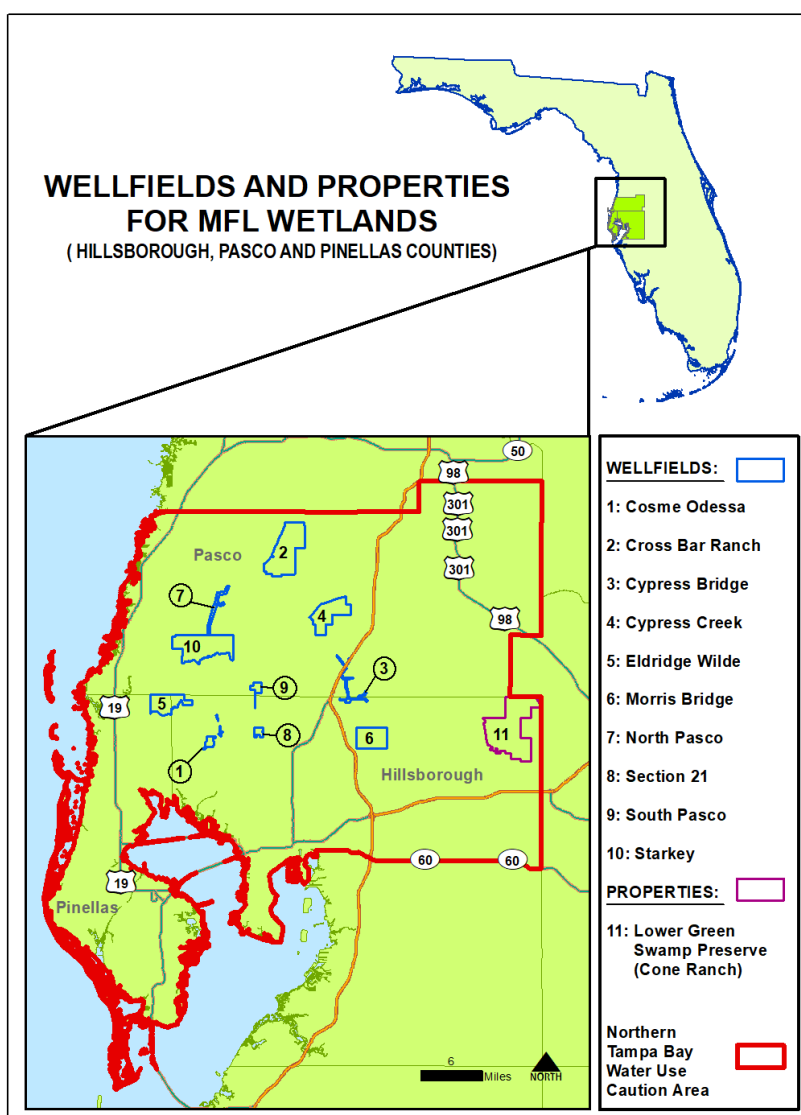 WELLFIELDS AND PROPERTIES
FOR MFL WETLANDS
( HILLSBOROUGH, PASCO AND PINELLAS COUNTIES)
50
98
301
301
301
98
Pasco
2
7
4
10
3
9
19
5
11
8
6
1
Hillsborough
60
60
19
Pinellas
6
Miles
NORTH
WELLFIELDS:
1: Cosme Odessa
2: Cross Bar Ranch
3: Cypress Bridge
4: Cypress Creek
5: Eldridge Wilde
6: Morris Bridge
7: North Pasco
8: Section 21
9: South Pasco
10: Starkey
PROPERTIES:
11: Lower Green
Swamp Preserve
(Cone Ranch)
Northern
Tampa Bay
Water Use
Caution Area